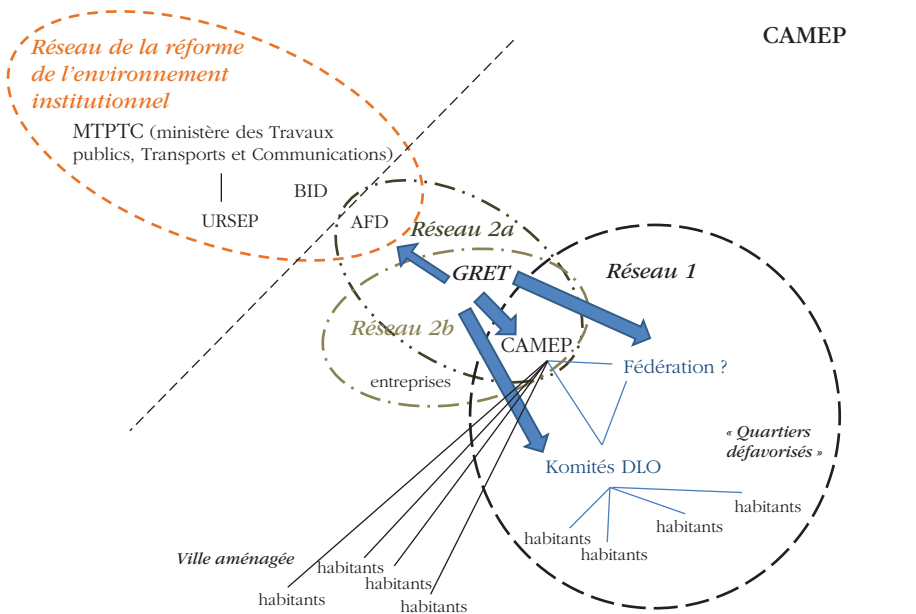 CAMEP
Réseau de la réforme
de l'environnement
institutionnel
MTPTC (ministère des Travaux
publics, Transports et Communications)
BID
URSEP
AFD
Réseau 2a
GRET
Réseau 1
Réseau 2b
CAMEP
Fédération ?
entreprises
« Quartiers
défavorisés »
Komités DLO
habitants
habitants
habitants
habitants
Ville aménagée
habitants
habitants
habitants
habitants